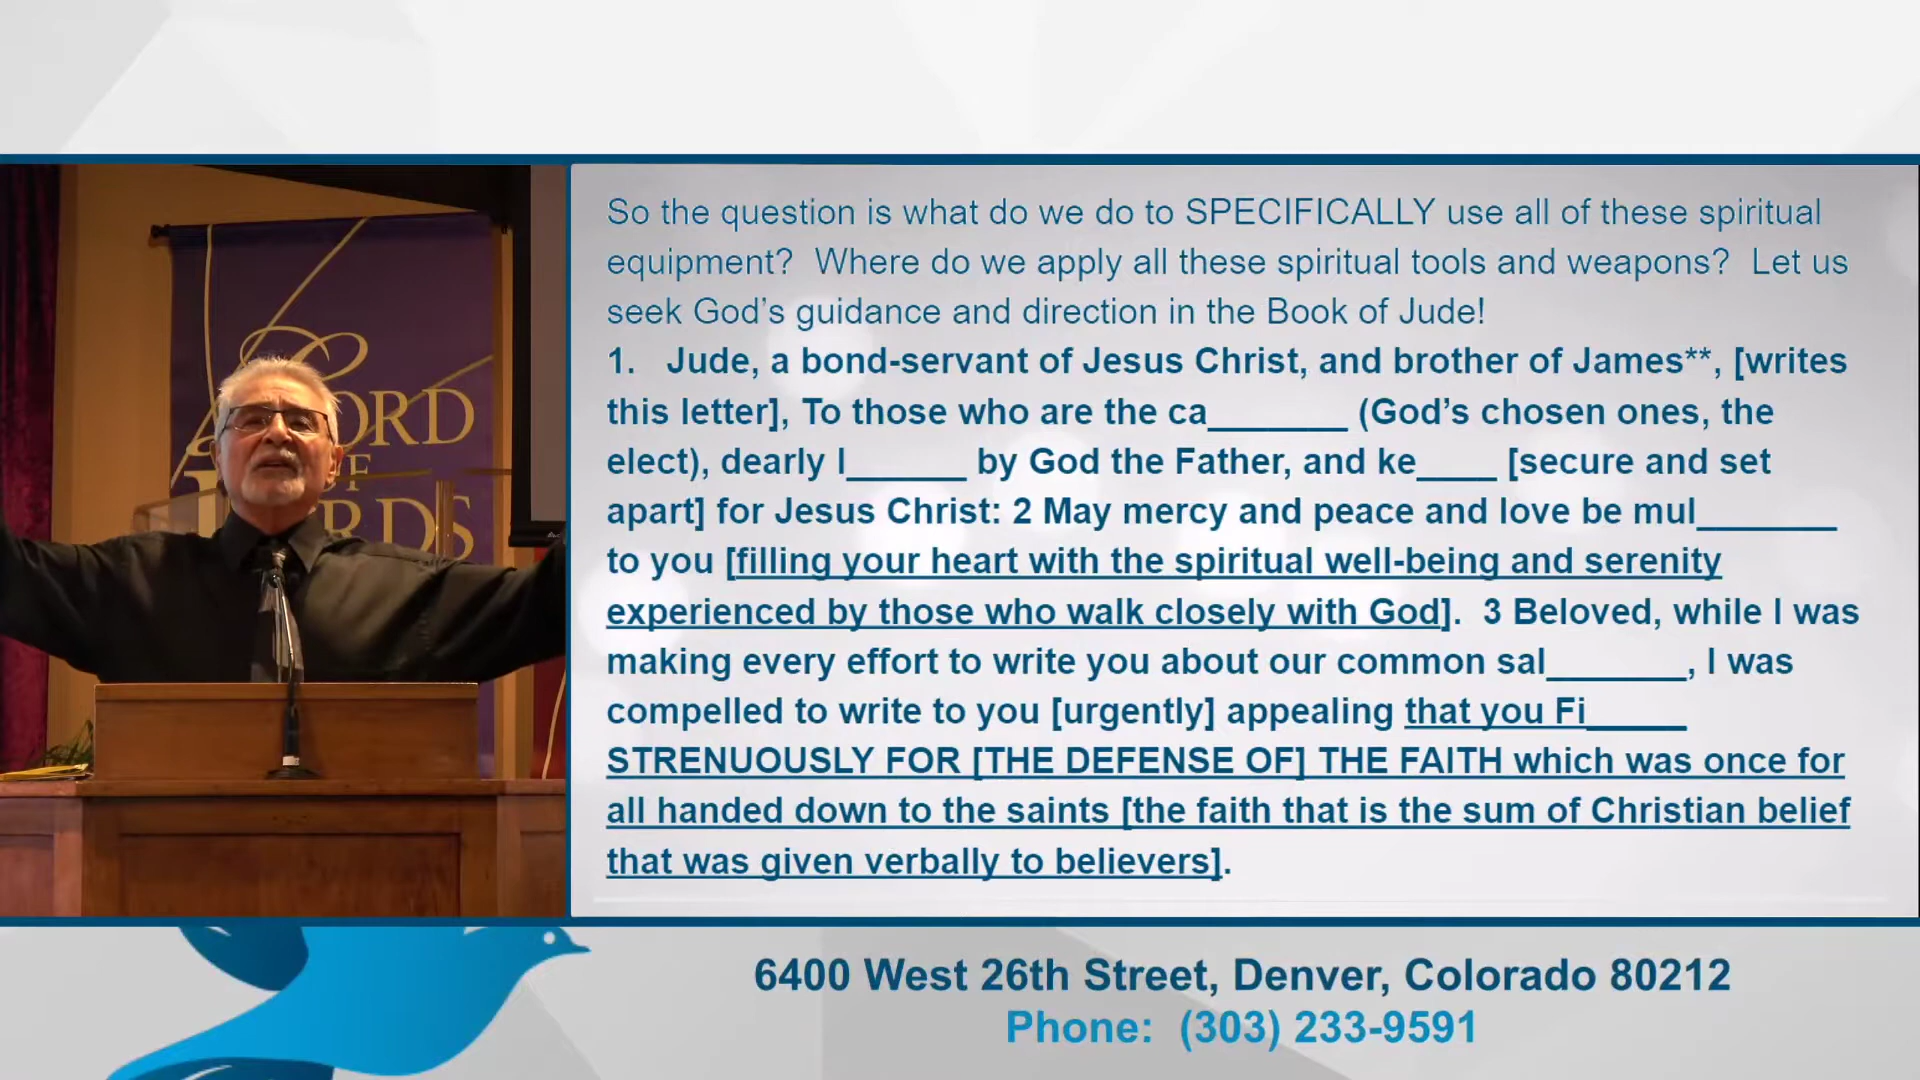 LORD
OF
LORDS
So the question is what do we do to SPECIFICALLY use all of these spiritual
equipment?  Where do we apply all these spiritual tools and weapons?  Let us
seek God’s guidance and direction in the Book of Jude!
1.   Jude, a bond-servant of Jesus Christ, and brother of James**, [writes
this letter], To those who are the ca_______ (God’s chosen ones, the
elect), dearly l______ by God the Father, and ke____ [secure and set
apart] for Jesus Christ: 2 May mercy and peace and love be mul_______
to you [filling your heart with the spiritual well-being and serenity
experienced by those who walk closely with God].  3 Beloved, while I was
making every effort to write you about our common sal_______, I was
compelled to write to you [urgently] appealing that you Fi_____
STRENUOUSLY FOR [THE DEFENSE OF] THE FAITH which was once for
all handed down to the saints [the faith that is the sum of Christian belief
that was given verbally to believers].
6400 West 26th Street, Denver, Colorado 80212
Phone:  (303) 233-9591